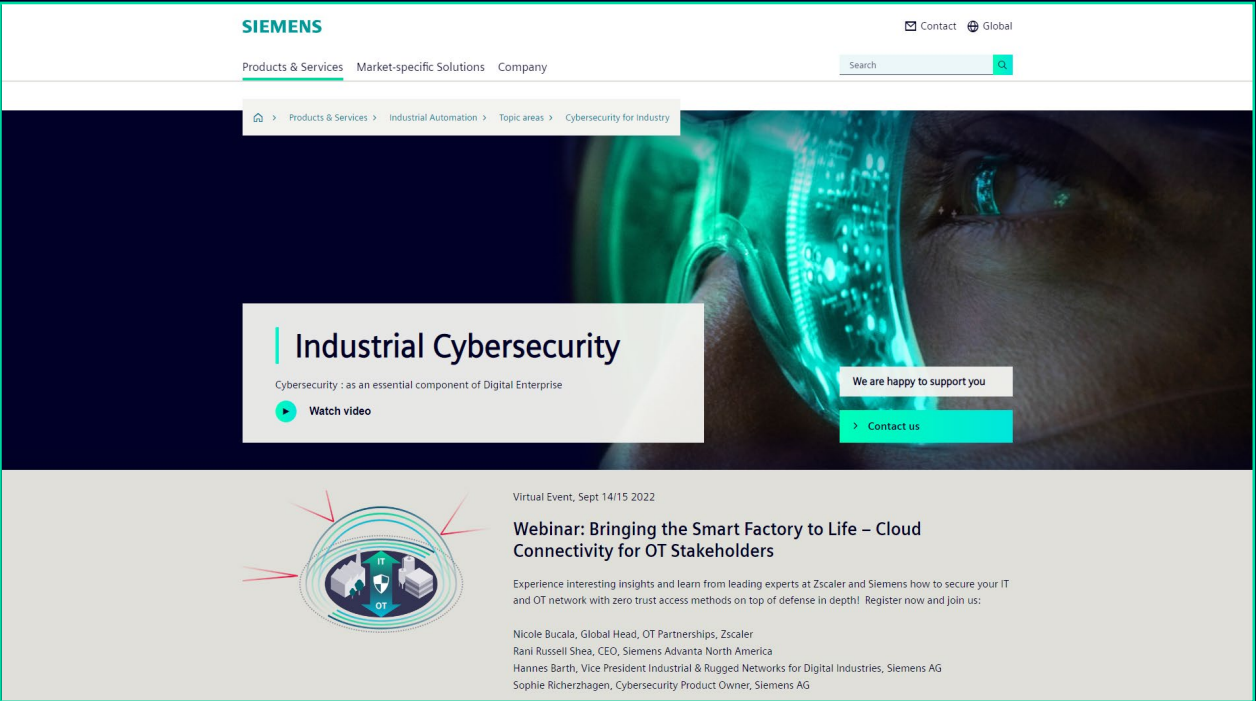 SIEMENS
Contact Global
Products & Services Market-specific Solutions Company
Search
Products & Services > Industrial Automation > Topic areas > Cybersecurity for Industry
Industrial Cybersecurity
Cybersecurity : as an essential component of Digital Enterprise
Watch video
We are happy to support you
> Contact us
IT
OT
Virtual Event, Sept 14/15 2022
Webinar: Bringing the Smart Factory to Life – Cloud
Connectivity for OT Stakeholders
Experience interesting insights and learn from leading experts at Zscaler and Siemens how to secure your IT
and OT network with zero trust access methods on top of defense in depth! Register now and join us:
Nicole Bucala, Global Head, OT Partnerships, Zscaler
Rani Russell Shea, CEO, Siemens Advanta North America
Hannes Barth, Vice President Industrial & Rugged Networks for Digital Industries, Siemens AG
Sophie Richerzhagen, Cybersecurity Product Owner, Siemens AG